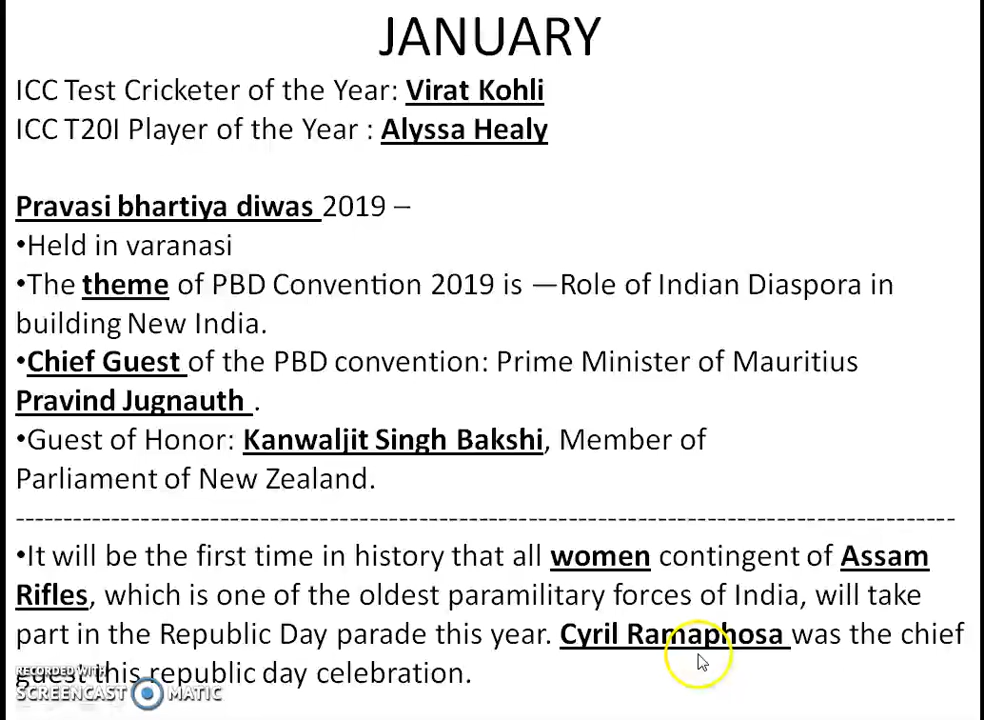 JANUARY
ICC Test Cricketer of the Year: Virat Kohli
ICC T20I Player of the Year : Alyssa Healy
Pravasi bhartiya diwas 2019 –
•Held in varanasi
•The theme of PBD Convention 2019 is —Role of Indian Diaspora in
building New India.
•Chief Guest of the PBD convention: Prime Minister of Mauritius
Pravind Jugnauth .
•Guest of Honor: Kanwaljit Singh Bakshi, Member of
Parliament of New Zealand.
--------------------------------------------------------------------------------------------------
•It will be the first time in history that all women contingent of Assam
Rifles, which is one of the oldest paramilitary forces of India, will take
part in the Republic Day parade this year. Cyril Ramaphosa was the chief
guest this republic day celebration.
RECORDED WITH
SCREENCAST MATIC